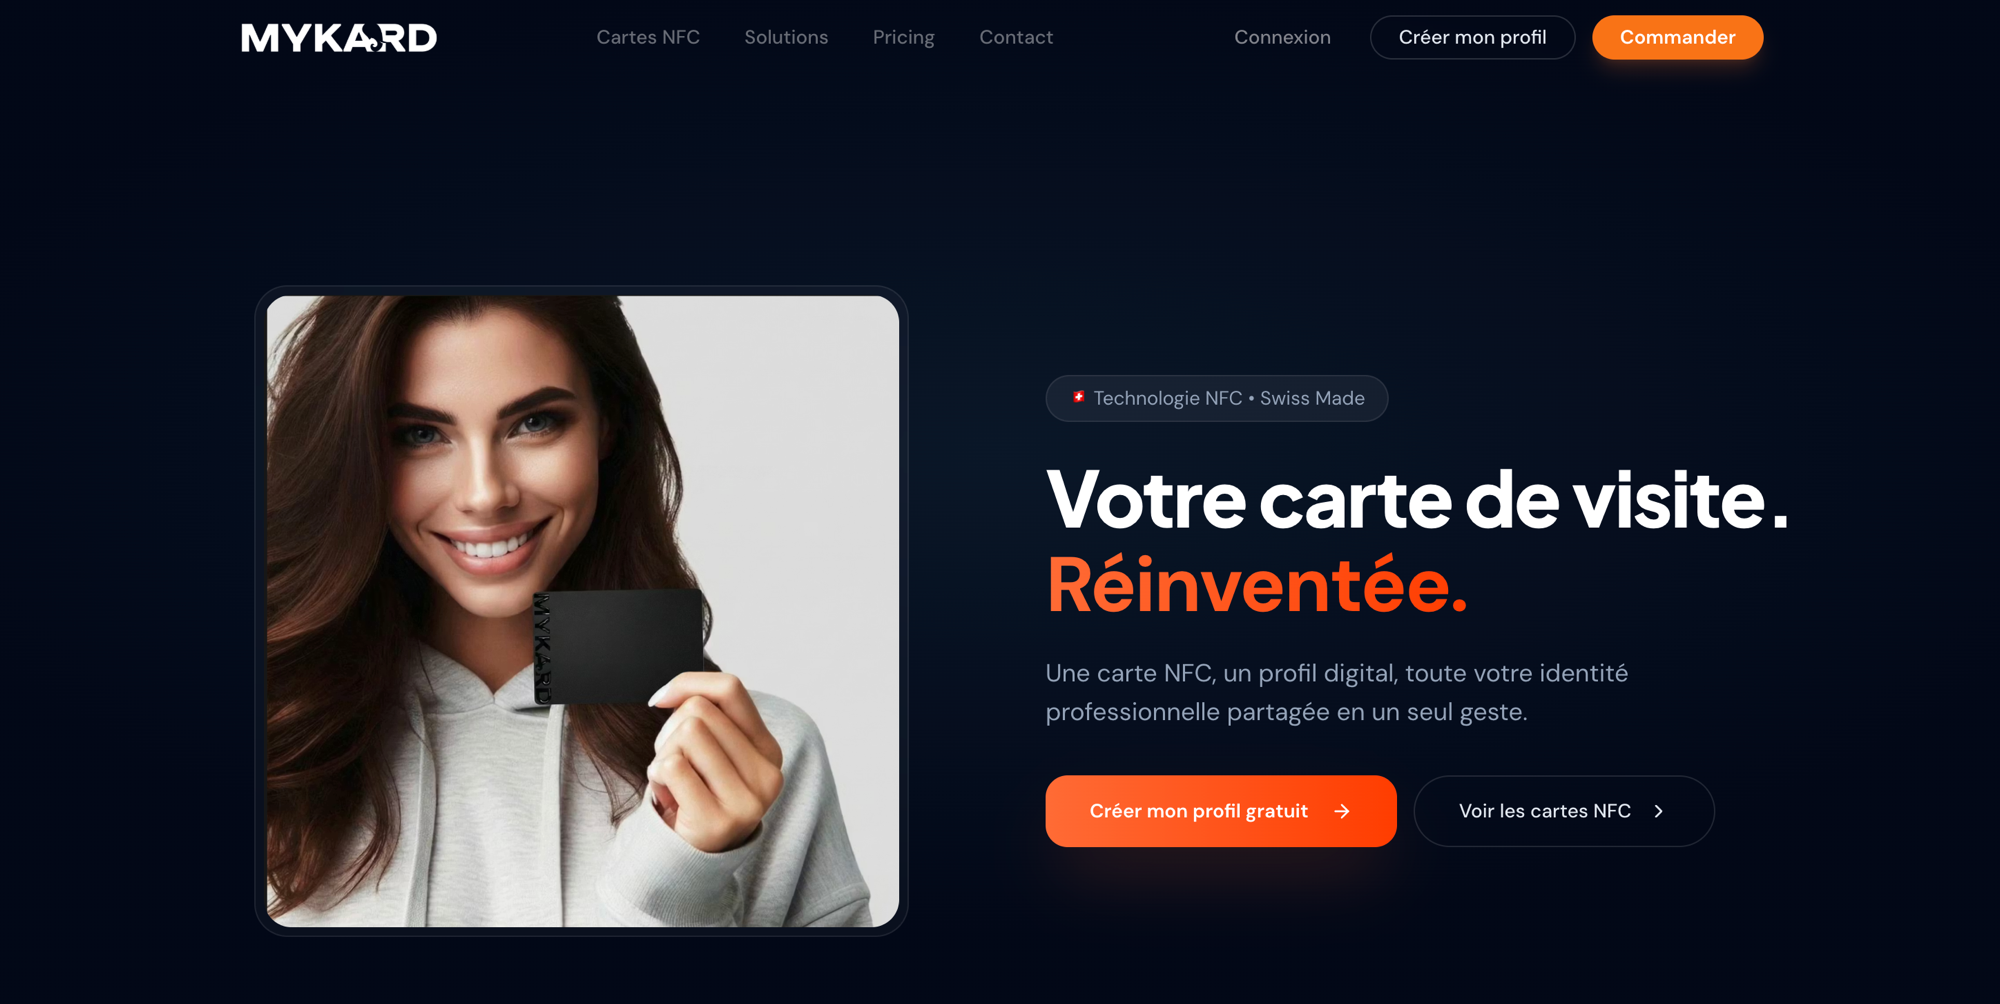 MYKARD
Cartes NFC
Solutions
Pricing
Contact
Connexion
Créer mon profil
Commander
MYKARD
Technologie NFC • Swiss Made
Votre carte de visite.
Réinventée.
Une carte NFC, un profil digital, toute votre identité
professionnelle partagée en un seul geste.
Créer mon profil gratuit
Voir les cartes NFC